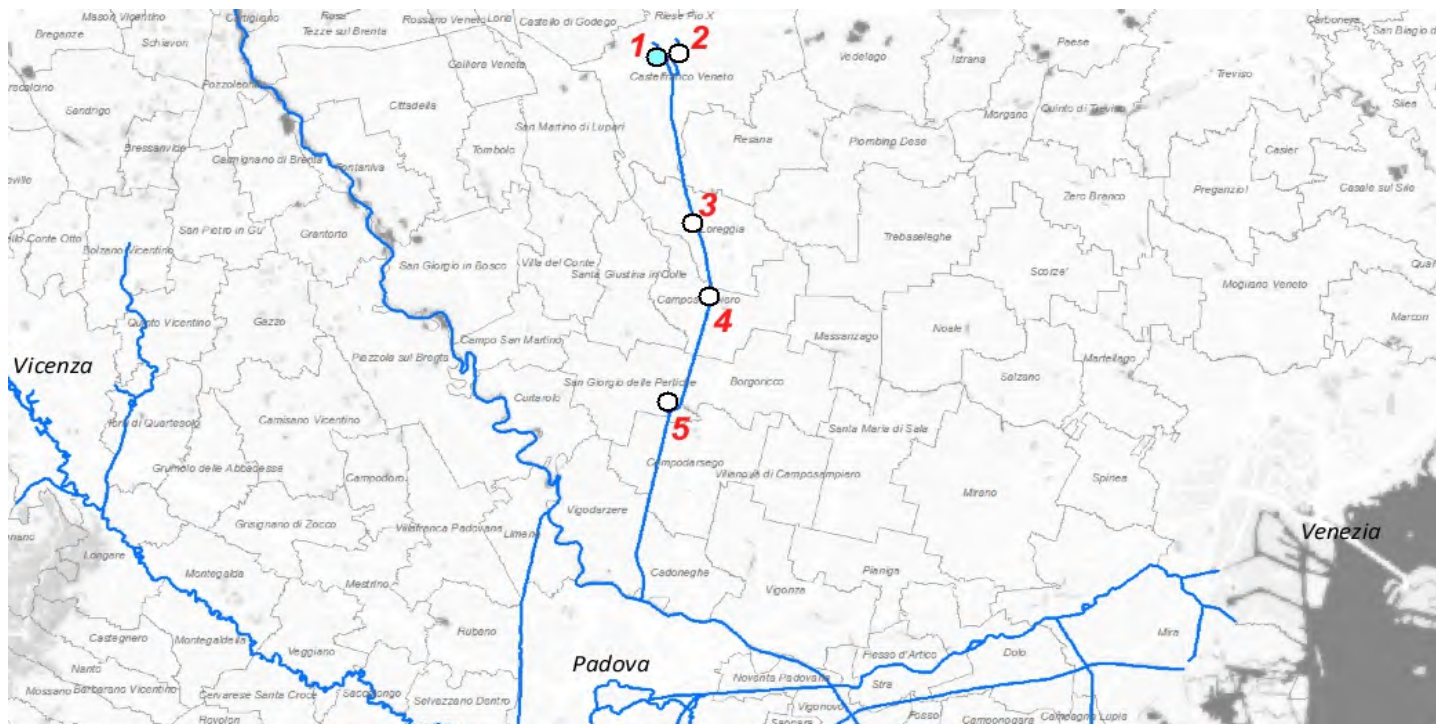 Mason Vicentino
Cartigliano
Rosa
Tezze sul Brenta
Rossano Veneto
Loria
Castello di Godego
Riese Pio X
Carbonera
San Biagio di
Breganze
Schiavon
1
2
Vedelago
Istrana
Paese
Treviso
Galliera Veneta
Castelfranco Veneto
Pozzoleone
Sandrigo
Cittadella
Silea
Bressanvido
San Martino di Lupari
Resana
Morgano
Quinto di Treviso
Carmignano di Brenta
Fontaniva
Tombolo
Piombino Dese
Casier
Zero Branco
Preganziol
Casale sul Sile
San Pietro in Gu'
Grantorto
3
Loreggia
Trebaseleghe
Bolzano Vicentino
San Giorgio in Bosco
Villa del Conte
Santa Giustina in Colle
Scorze'
Mogliano Veneto
Camposampiero
4
Quinto Vicentino
Gazzo
Massanzago
Noale
Marcon
Campo San Martino
Piazzola sul Brenta
Martellago
Vicenza
San Giorgio delle Pertiche
Borgoricco
Salzano
Curtarolo
5
Torri di Quartesolo
Camisano Vicentino
Santa Maria di Sala
Grumolo delle Abbadesse
Campodoro
Campodarsego
Villanova di Camposampiero
Spinea
Mirano
Grisignano di Zocco
Villafranca Padovana
Limena
Vigodarzere
Venezia
Longare
Montegalda
Cadoneghe
Pianiga
Mestrino
Vigonza
Castegnero
Montegaldella
Rubano
Mira
Veggiano
Padova
Fiesso d'Artico
Dolo
Nanto
Noventa Padovana
Stra
Mossano
Barbarano Vicentino
Cervarese Santa Croce
Saccolongo
Selvazzano Dentro
Vigonovo
Rovolon
Saonara
Fosso
Camponogara
Campagna Lupia